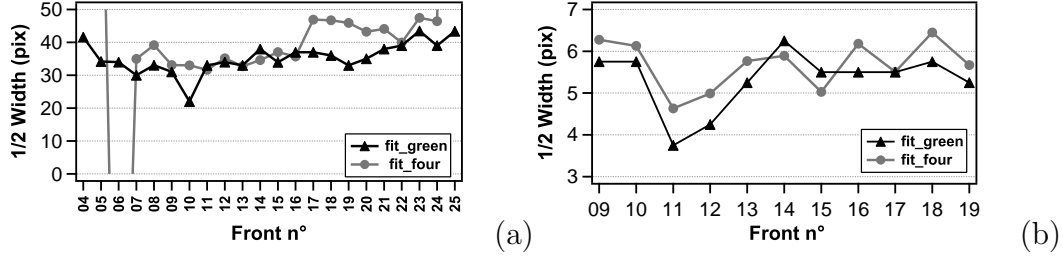 1/2 Width (pix)
50
40
30
20
10
0
fit_green
fit_four
04 05 06 07 08 09 10 11 12 13 14 15 16 17 18 19 20 21 22 23 24 25
Front n°
(a)
1/2 Width (pix)
7
6
5
4
3
fit_green
fit_four
09 10 11 12 13 14 15 16 17 18 19
Front n°
(b)